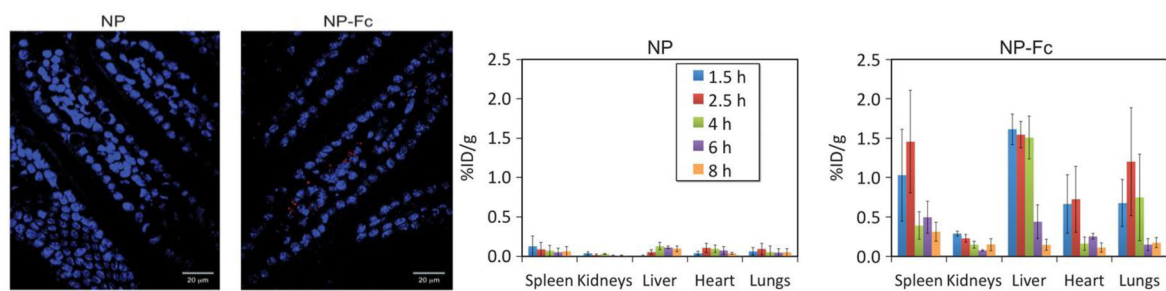 NP
NP-Fc
20 μm
20 μm
NP
%ID/g
2.5
2.0
1.5
1.0
0.5
0.0
1.5 h
2.5 h
4 h
6 h
8 h
Spleen Kidneys Liver Heart Lungs
NP-Fc
%ID/g
2.5
2.0
1.5
1.0
0.5
0.0
Spleen Kidneys Liver Heart Lungs